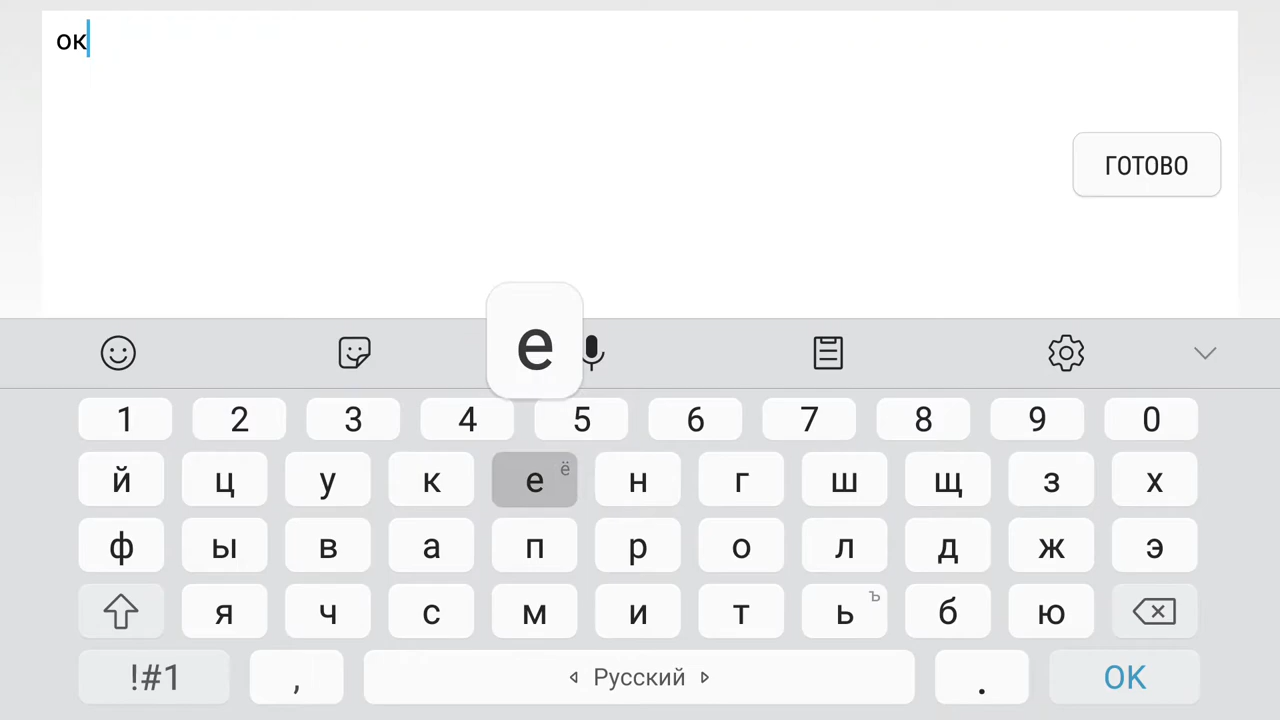 ок
ГОТОВО
е
1 2 3 4 5 6 7 8 9 0
й ц у к е ё н г ш щ з х
ф ы в а п р о л д ж э
я ч с м и т ь ъ б ю
!#1 , Русский . OK